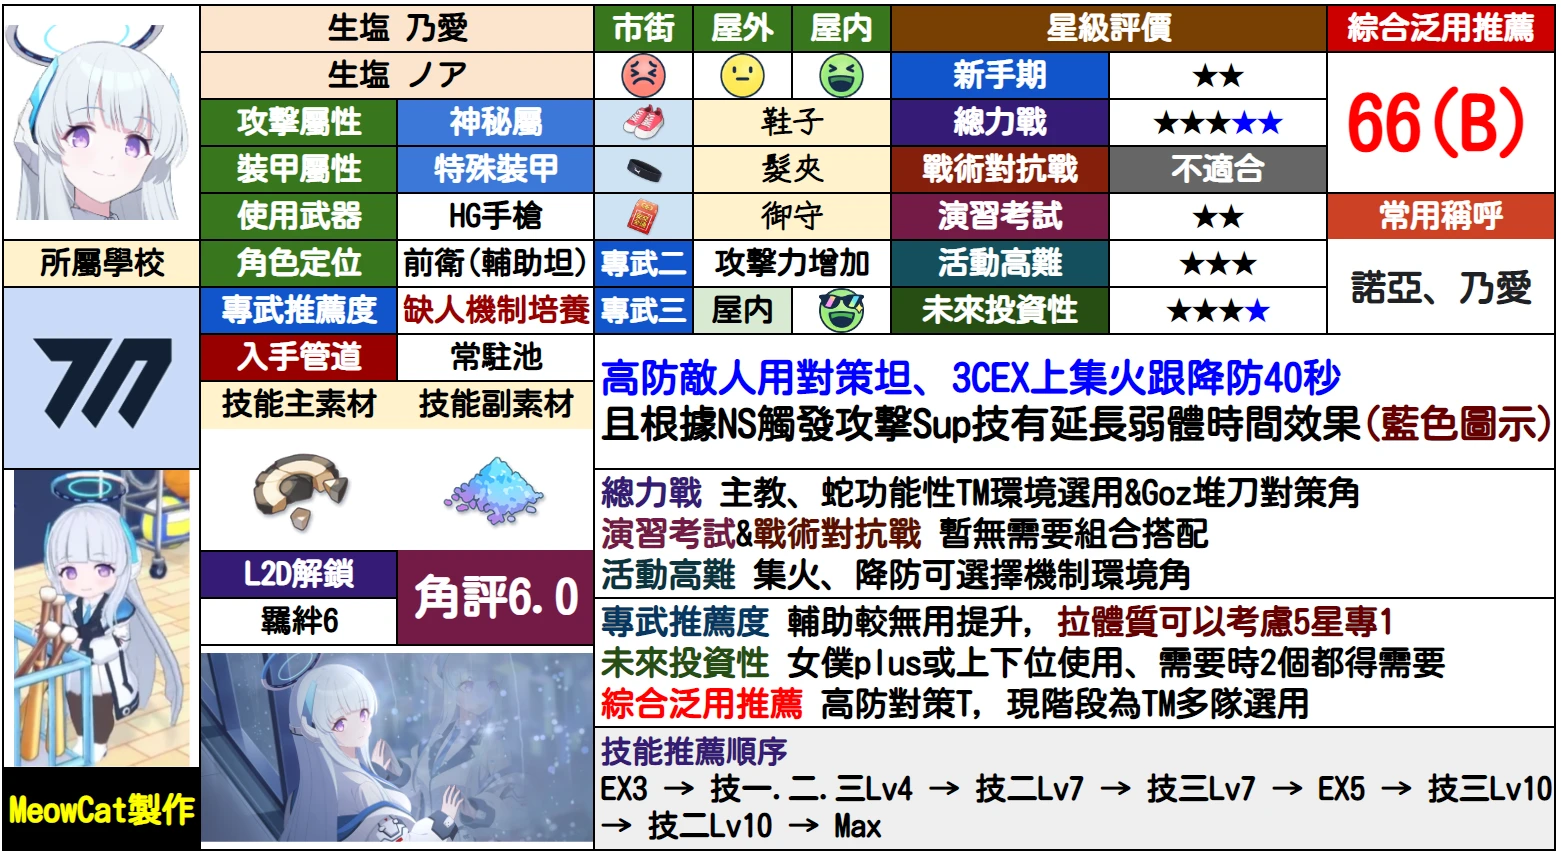 生塩 乃愛
生塩 ノア
市街 屋外 屋內
星級評價
綜合泛用推薦
66(B)
新手期 ★★
攻擊屬性 神秘屬
鞋子
總力戰 ★★★★★
裝甲屬性 特殊裝甲
髮夾
戰術對抗戰 不適合
使用武器 HG手槍
御守
演習考試 ★★
常用稱呼
諾亞、乃愛
所屬學校
角色定位 前衛(輔助坦)
專武二 攻擊力增加
活動高難 ★★★
專武推薦度 缺人機制培養
專武三 屋內
未來投資性 ★★★★
入手管道 常駐池
技能主素材 技能副素材
高防敵人用對策坦、3CEX上集火跟降防40秒
且根據NS觸發攻擊Sup技有延長弱體時間效果(藍色圖示)
總力戰 主教、蛇功能性TM環境選用&Goz堆刀對策角
演習考試&戰術對抗戰 暫無需要組合搭配
活動高難 集火、降防可選擇機制環境角
L2D解鎖
羈絆6
角評6.0
專武推薦度 輔助較無用提升, 拉體質可以考慮5星專1
未來投資性 女僕plus或上下位使用、需要時2個都得需要
綜合泛用推薦 高防對策T, 現階段為TM多隊選用
技能推薦順序
EX3 → 技一.二.三Lv4 → 技二Lv7 → 技三Lv7 → EX5 → 技三Lv10
→ 技二Lv10 → Max
MeowCat製作